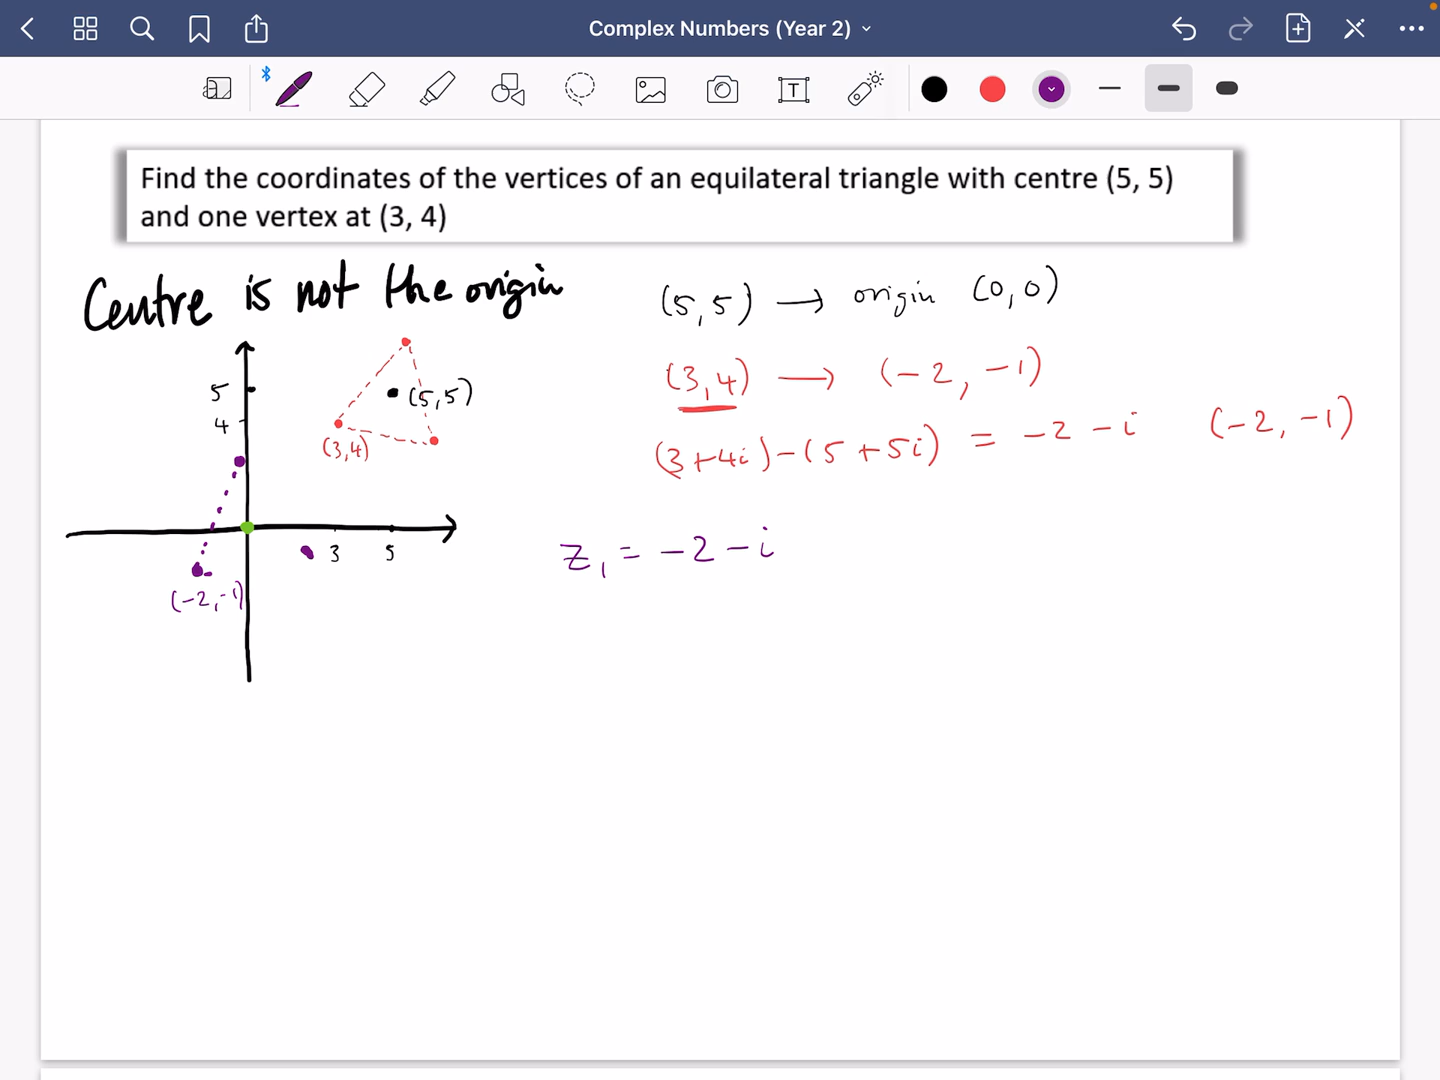 Complex Numbers (Year 2)
Find the coordinates of the vertices of an equilateral triangle with centre (5, 5)
and one vertex at (3, 4)
Centre is not the origin
(5,5) → origin (0,0)
(3,4) → (-2, -1)
(3+4i)-(5+5i) = -2 - i (-2, -1)
5
4
(5,5)
(3,4)
3 5
(-2,-1)
z₁ = -2 - i